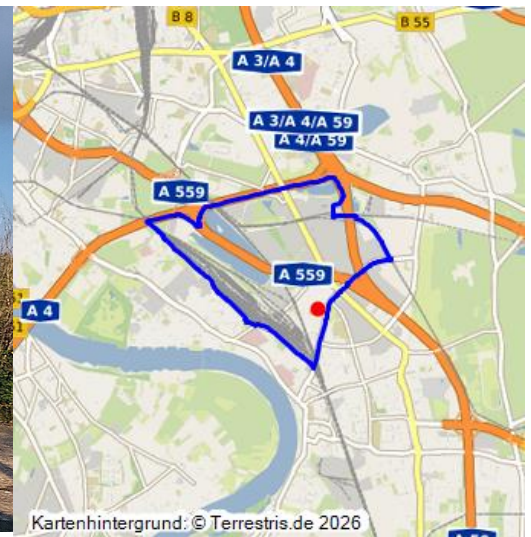 B 8
B 55
A 3/A 4
A 3/A 4/A 59
A 4/A 59
A 559
A 559
A 4
Kartenhintergrund: © Terrestris.de 2026